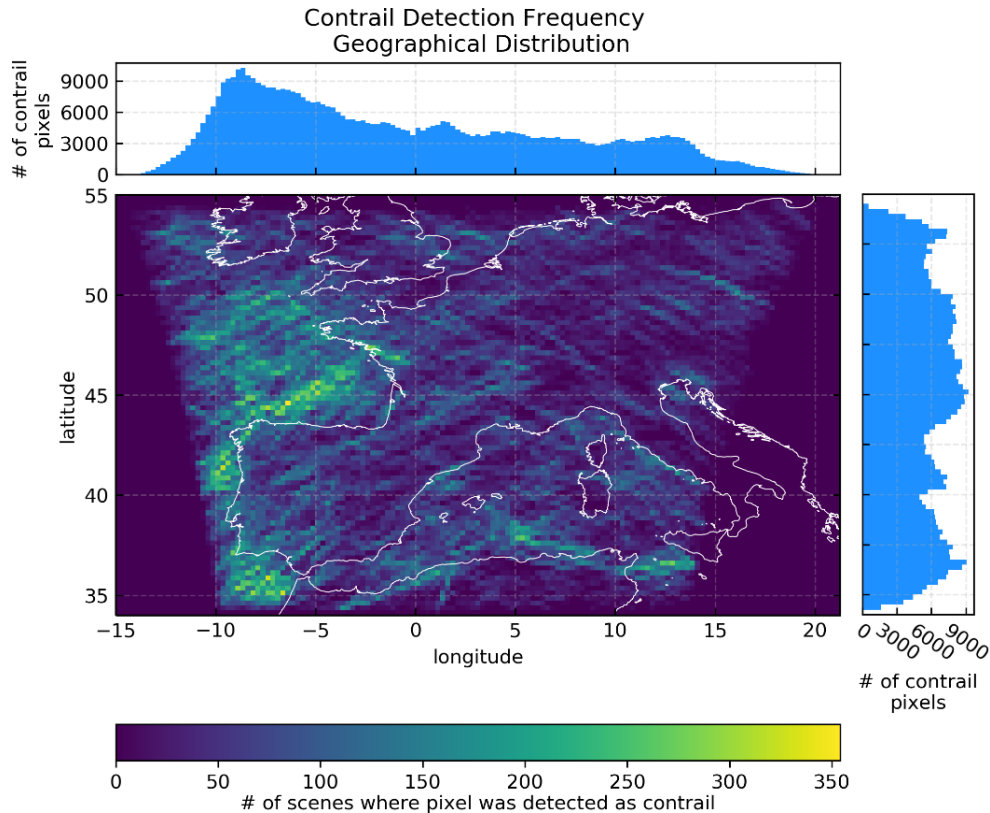 Contrail Detection Frequency
Geographical Distribution
# of contrail
pixels
9000
6000
3000
0
55
50
45
40
35
latitude
−15 −10 −5 0 5 10 15 20
longitude
0 3000 6000 9000
# of contrail
pixels
0 50 100 150 200 250 300 350
# of scenes where pixel was detected as contrail